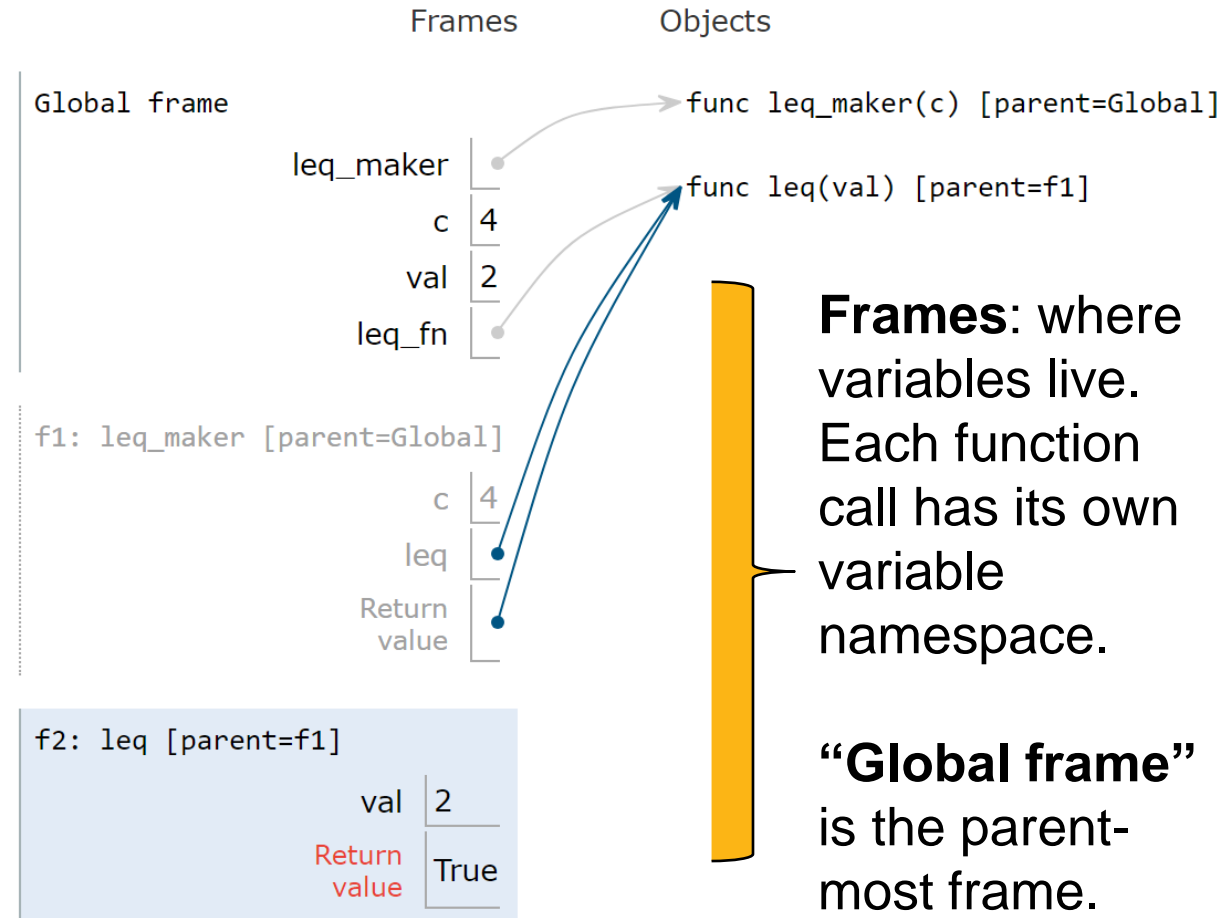 Frames Objects
Global frame
func leq_maker(c) [parent=Global]
leq_maker
func leq(val) [parent=f1]
c 4
val 2
leq_fn
f1: leq_maker [parent=Global]
c 4
leq
Return
value
f2: leq [parent=f1]
val 2
Return
value True
Frames: where
variables live.
Each function
call has its own
variable
namespace.
“Global frame”
is the parent-
most frame.